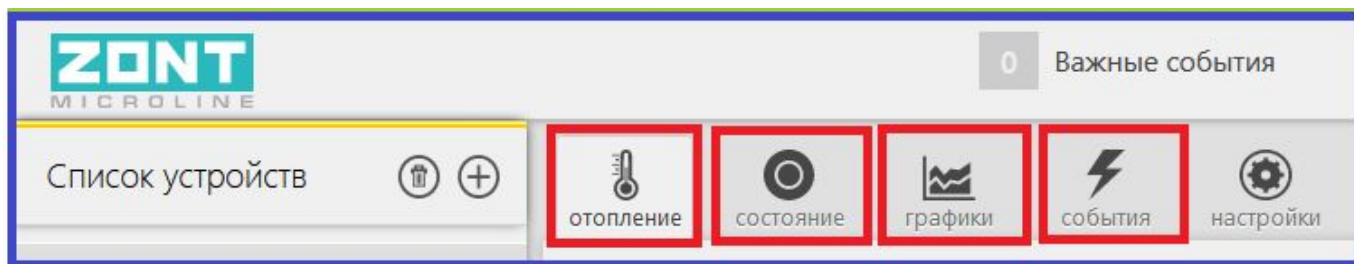 ZONT
MICROLINE
0 Важные события
Список устройств
отопление состояние графики события настройки